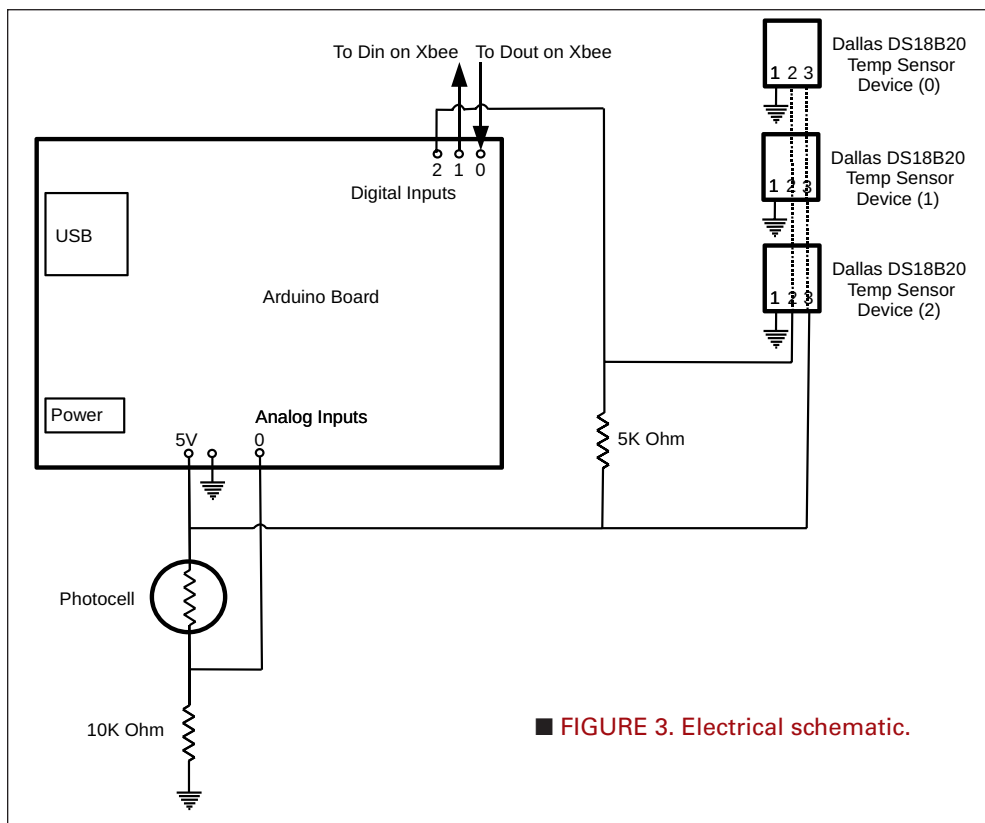 To Din on Xbee
To Dout on Xbee
Dallas DS18B20
Temp Sensor
Device (0)
1 2 3
2 1 0
Digital Inputs
Dallas DS18B20
Temp Sensor
Device (1)
1 2 3
USB
Arduino Board
Dallas DS18B20
Temp Sensor
Device (2)
1 2 3
Power
Analog Inputs
5V
0
5K Ohm
Photocell
10K Ohm
■ FIGURE 3. Electrical schematic.